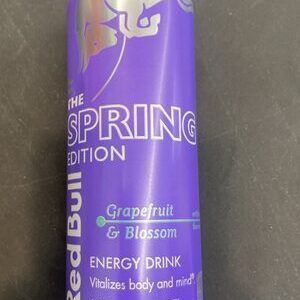 THE
SPRING
EDITION
Red Bull
Grapefruit
& Blossom
ENERGY DRINK
Vitalizes body and mind®